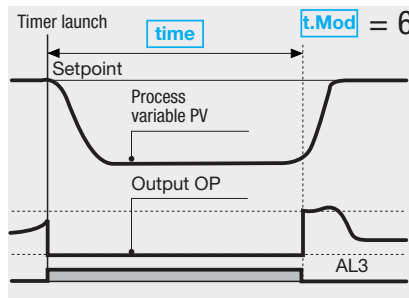 Timer launch
time
t.Mod = 6
Setpoint
Process
variable PV
Output OP
AL3